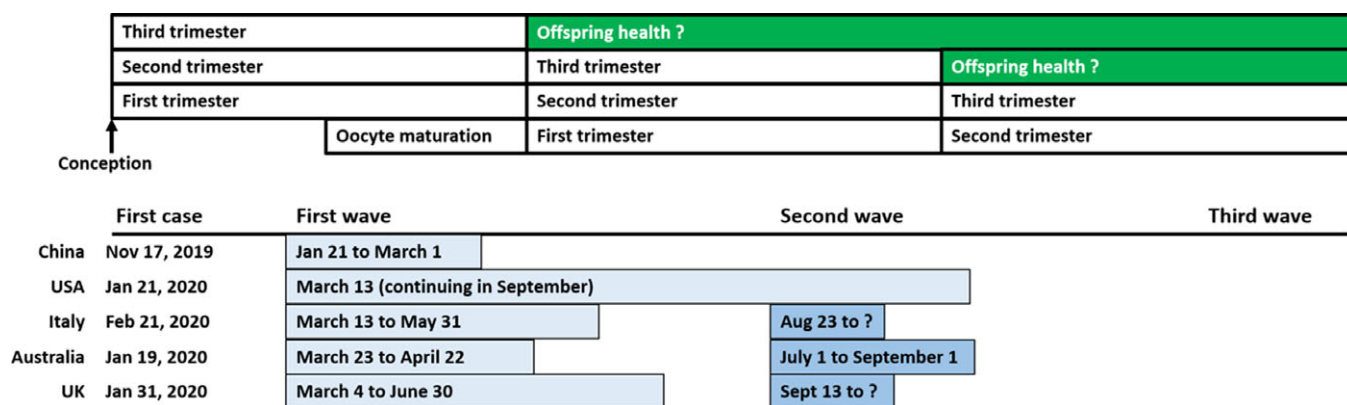 Third trimester Offspring health ?
Second trimester Third trimester Offspring health ?
First trimester Second trimester Third trimester
Oocyte maturation First trimester Second trimester
Conception
First case First wave Second wave Third wave
China Nov 17, 2019 Jan 21 to March 1
USA Jan 21, 2020 March 13 (continuing in September)
Italy Feb 21, 2020 March 13 to May 31 Aug 23 to ?
Australia Jan 19, 2020 March 23 to April 22 July 1 to September 1
UK Jan 31, 2020 March 4 to June 30 Sept 13 to ?